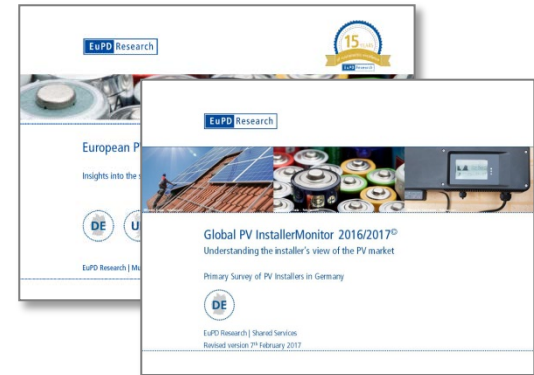 EuPD Research
15 YEARS
EuPD Research
European P
Insights into the s
DE U
EuPD Research | Mu
EuPD Research
Global PV InstallerMonitor 2016/2017©
Understanding the installer's view of the PV market
Primary Survey of PV Installers in Germany
DE
EuPD Research | Shared Services
Revised version 7th February 2017